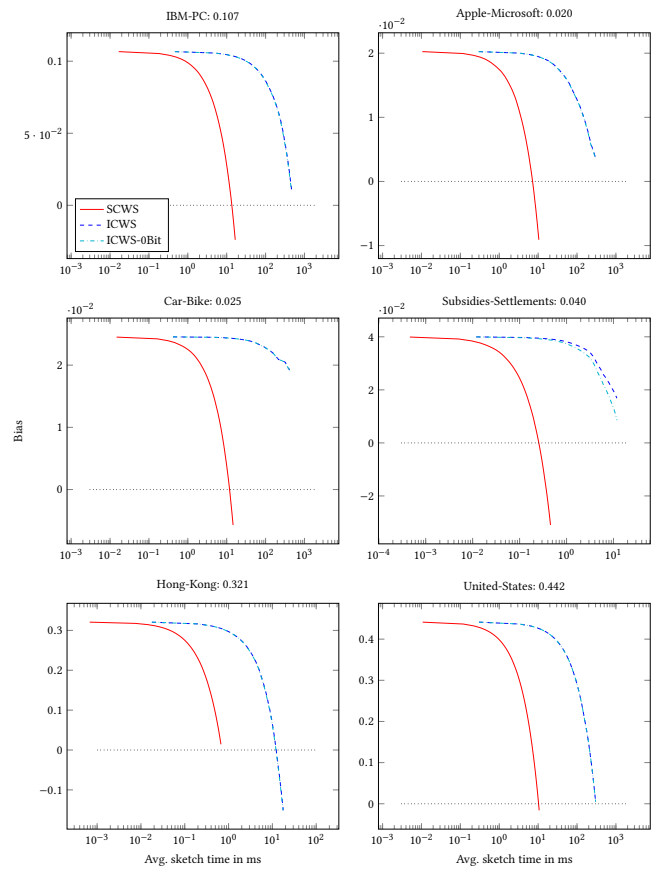 IBM-PC: 0.107
0.1
5 · 10⁻²
0
SCWS
ICWS
ICWS-0Bit
10⁻³ 10⁻² 10⁻¹ 10⁰ 10¹ 10² 10³
Apple-Microsoft: 0.020
·10⁻²
2
1
0
−1
10⁻³ 10⁻² 10⁻¹ 10⁰ 10¹ 10² 10³
Car-Bike: 0.025
·10⁻²
2
1
0
10⁻³ 10⁻² 10⁻¹ 10⁰ 10¹ 10² 10³
Subsidies-Settlements: 0.040
·10⁻²
4
2
0
−2
10⁻⁴ 10⁻³ 10⁻² 10⁻¹ 10⁰ 10¹
Bias
Hong-Kong: 0.321
0.3
0.2
0.1
0
−0.1
10⁻³ 10⁻² 10⁻¹ 10⁰ 10¹ 10²
Avg. sketch time in ms
United-States: 0.442
0.4
0.3
0.2
0.1
0
10⁻³ 10⁻² 10⁻¹ 10⁰ 10¹ 10² 10³
Avg. sketch time in ms